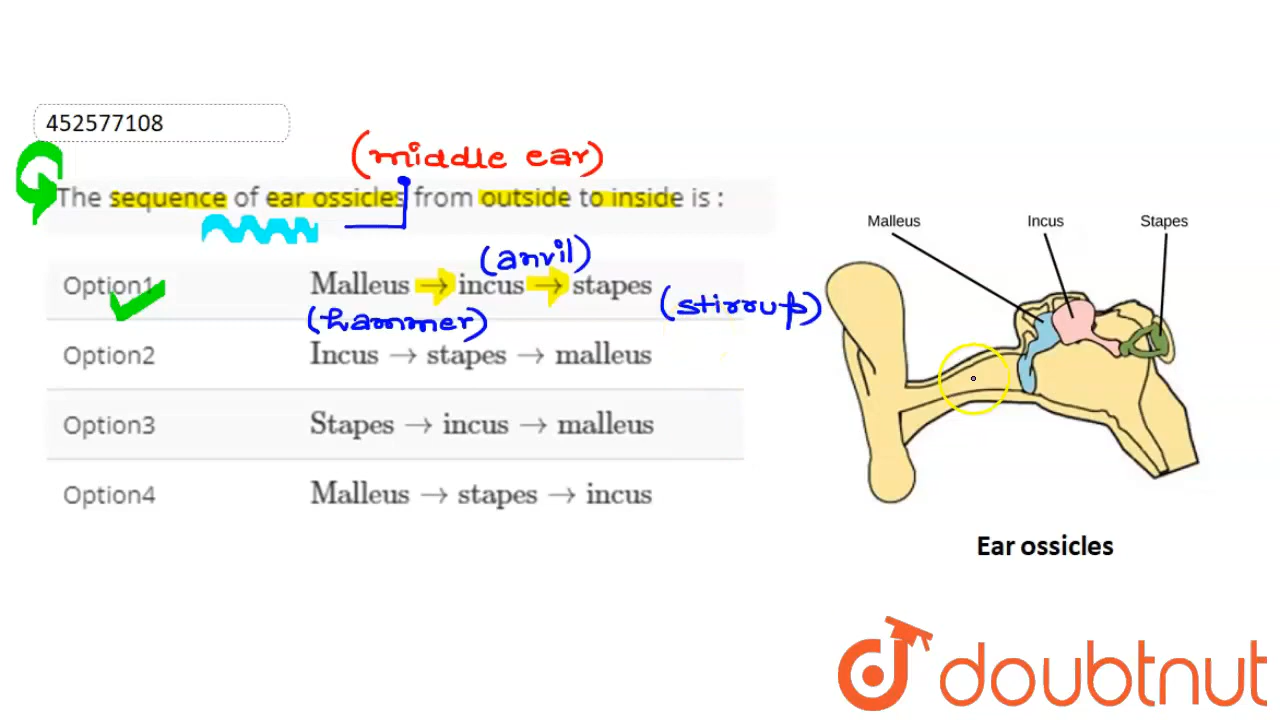 452577108
(middle ear)
The sequence of ear ossicles from outside to inside is :
(anvil)
Option1 Malleus → incus → stapes
(hammer) (stirrup)
Option2 Incus → stapes → malleus
Option3 Stapes → incus → malleus
Option4 Malleus → stapes → incus
Malleus Incus Stapes
Ear ossicles
doubtnut